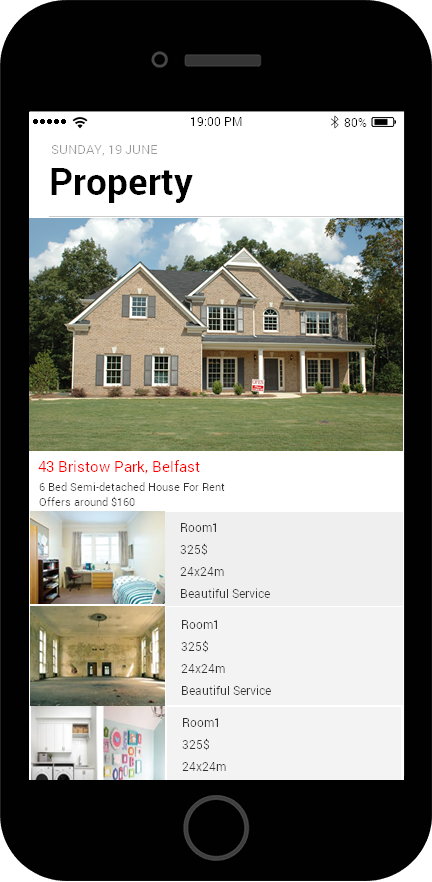 19:00 PM
80%
SUNDAY, 19 JUNE
Property
OPEN
43 Bristow Park, Belfast
6 Bed Semi-detached House For Rent
Offers around $160
Room1
325$
24x24m
Beautiful Service
Room1
325$
24x24m
Beautiful Service
Room1
325$
24x24m